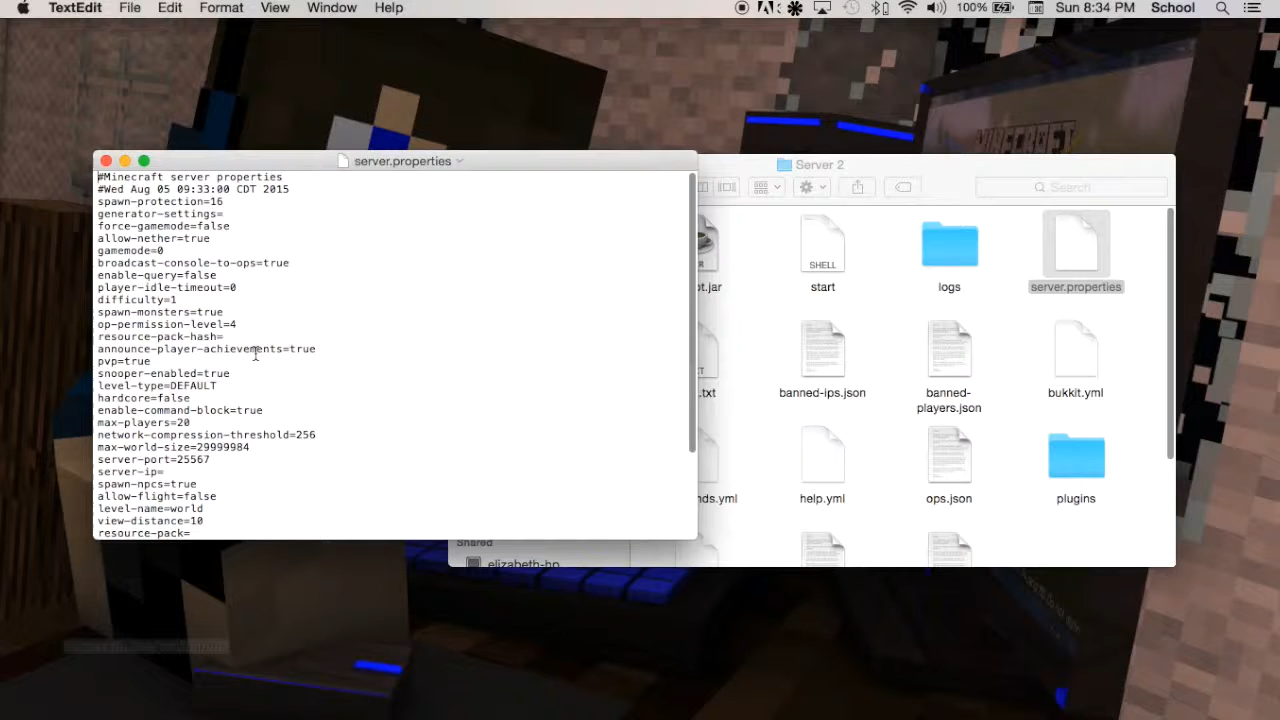 TextEdit File Edit Format View Window Help 100% Sun 8:34 PM School
server.properties
#Minecraft server properties
#Wed Aug 05 09:33:00 CDT 2015
spawn-protection=16
generator-settings=
force-gamemode=false
allow-nether=true
gamemode=0
broadcast-console-to-ops=true
enable-query=false
player-idle-timeout=0
difficulty=1
spawn-monsters=true
op-permission-level=4
resource-pack-hash=
announce-player-achievements=true
pvp=true
snooper-enabled=true
level-type=DEFAULT
hardcore=false
enable-command-block=true
max-players=20
network-compression-threshold=256
max-world-size=29999984
server-port=25567
server-ip=
spawn-npcs=true
allow-flight=false
level-name=world
view-distance=10
resource-pack=
Server 2
Search
SHELL
ot.jar start logs server.properties
.txt banned-ips.json banned-players.json bukkit.yml
nds.yml help.yml ops.json plugins
Shared
elizabeth-hp
MINECRAFT